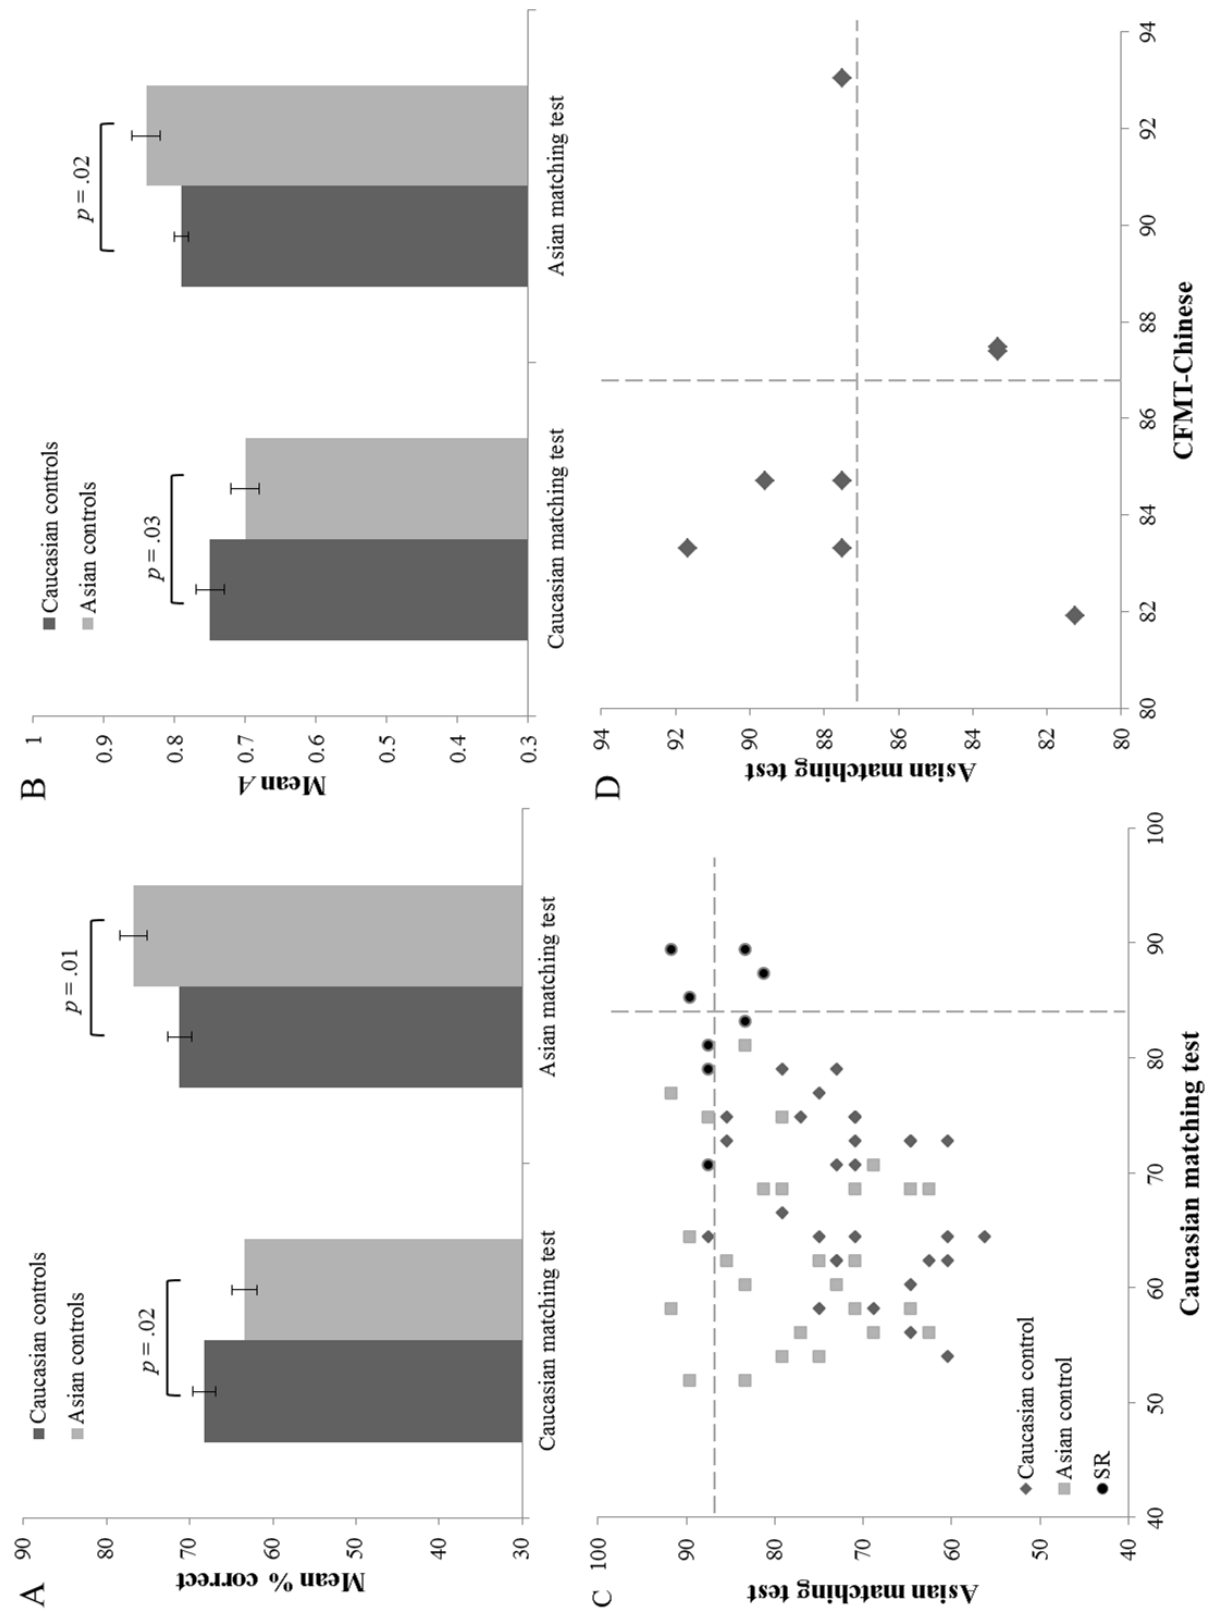 A
Mean % correct
90
80
70
60
50
40
30
Caucasian controls
Asian controls
p = .02
p = .01
Caucasian matching test
Asian matching test
B
Mean A
1
0.9
0.8
0.7
0.6
0.5
0.4
0.3
Caucasian controls
Asian controls
p = .03
p = .02
Caucasian matching test
Asian matching test
C
Asian matching test
100
90
80
70
60
50
40
Caucasian control
Asian control
SR
40
50
60
70
80
90
100
Caucasian matching test
D
Asian matching test
94
92
90
88
86
84
82
80
80
82
84
86
88
90
92
94
CFMT-Chinese